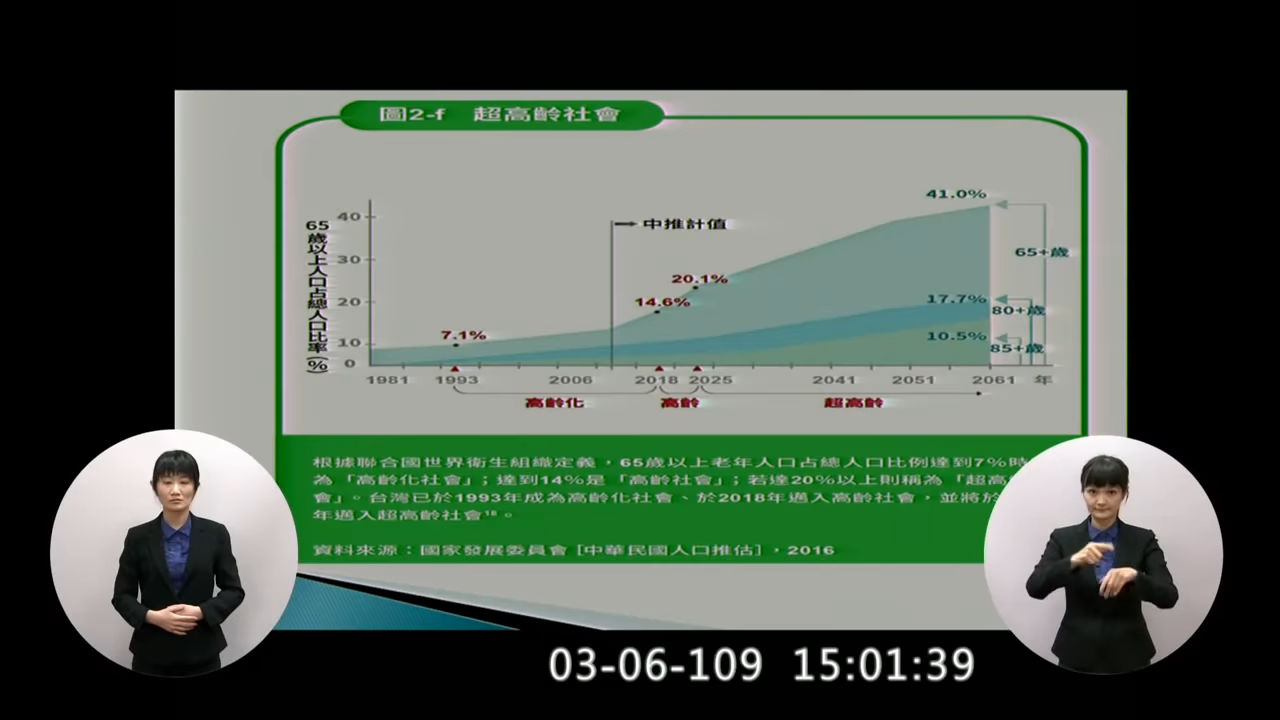 圖2-f 超高齡社會
65歲以上人口占總人口比率(%)
40
30
20
10
0
中推計值
7.1%
14.6%
20.1%
41.0%
17.7%
10.5%
65+歲
80+歲
85+歲
1981 1993 2006 2018 2025 2041 2051 2061 年
高齡化 高齡 超高齡
根據聯合國世界衛生組織定義，65歲以上老年人口占總人口比例達到7%時
為「高齡化社會」；達到14%是「高齡社會」；若達20%以上則稱為「超高
會」。台灣已於1993年成為高齡化社會、於2018年邁入高齡社會，並將於
年邁入超高齡社會
資料來源：國家發展委員會 [中華民國人口推估]，2016
03-06-109 15:01:39